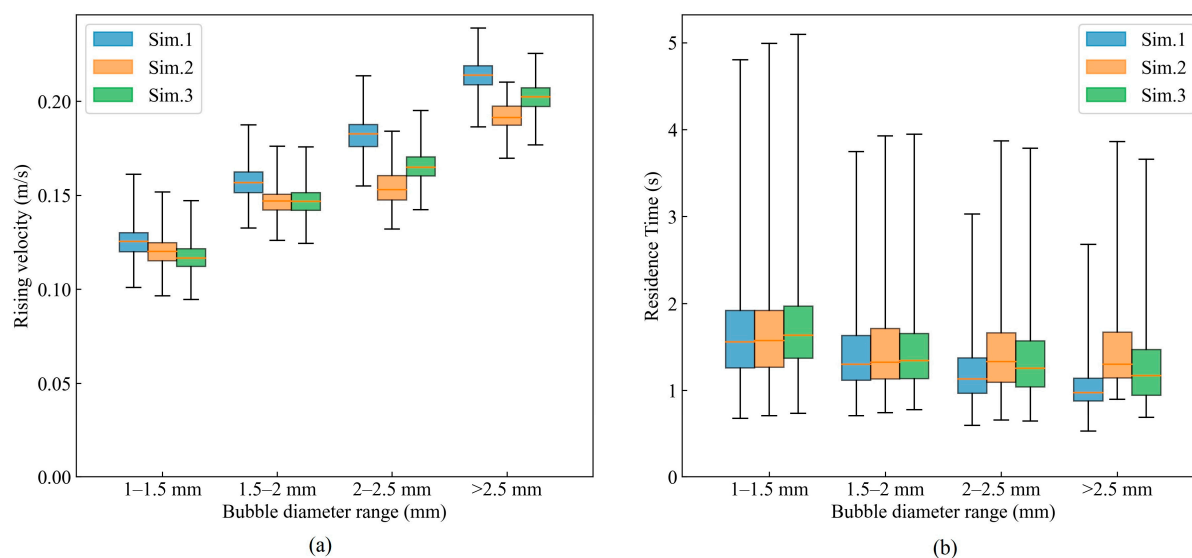 Sim.1
Sim.2
Sim.3
Rising velocity (m/s)
0.20
0.15
0.10
0.05
0.00
1–1.5 mm
1.5–2 mm
2–2.5 mm
>2.5 mm
Bubble diameter range (mm)
(a)
Sim.1
Sim.2
Sim.3
Residence Time (s)
5
4
3
2
1
0
1–1.5 mm
1.5–2 mm
2–2.5 mm
>2.5 mm
Bubble diameter range (mm)
(b)